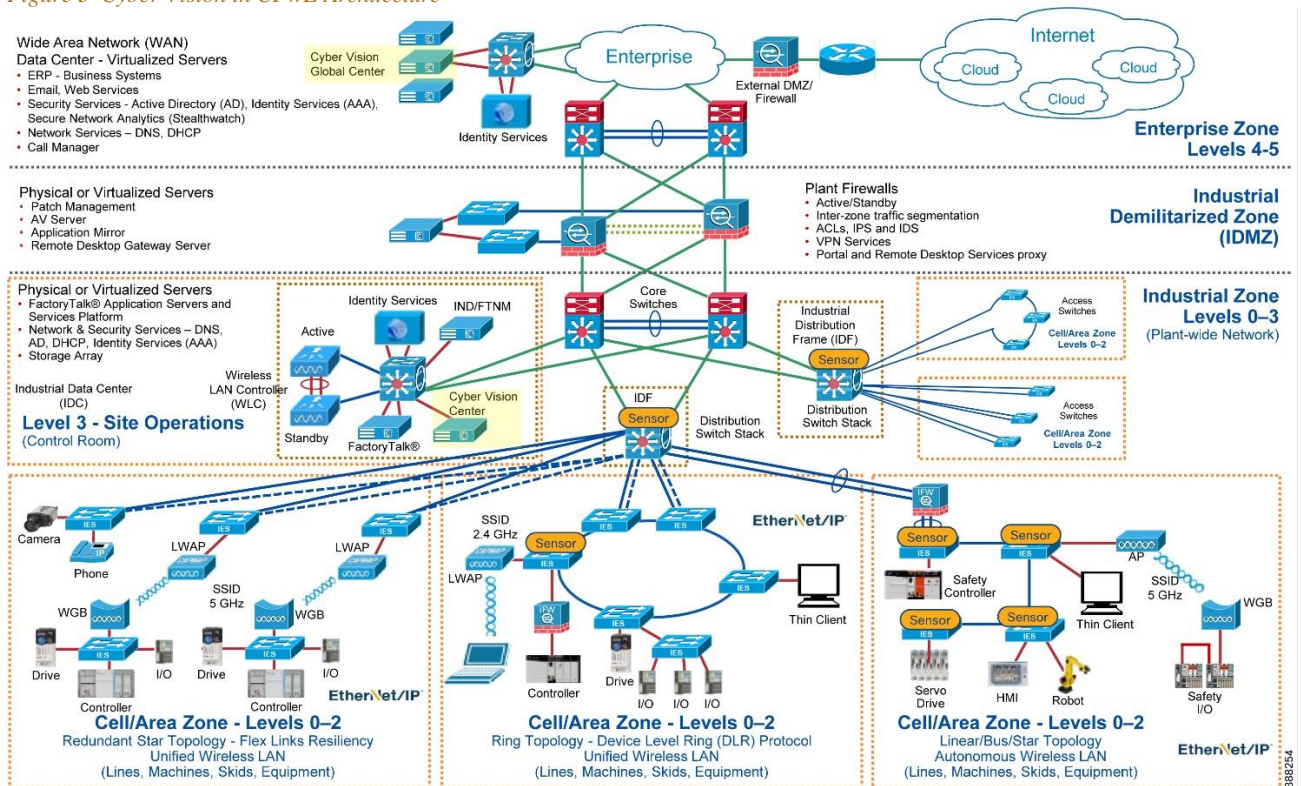 Figure 3 Cyber Vision in CPwE Architecture
Wide Area Network (WAN)
Data Center - Virtualized Servers
• ERP - Business Systems
• Email, Web Services
• Security Services - Active Directory (AD), Identity Services (AAA),
Secure Network Analytics (Stealthwatch)
• Network Services – DNS, DHCP
• Call Manager
Cyber Vision
Global Center
Identity Services
Enterprise
External DMZ/
Firewall
Internet
Cloud
Cloud
Cloud
Enterprise Zone
Levels 4-5
Physical or Virtualized Servers
• Patch Management
• AV Server
• Application Mirror
• Remote Desktop Gateway Server
Plant Firewalls
• Active/Standby
• Inter-zone traffic segmentation
• ACLs, IPS and IDS
• VPN Services
• Portal and Remote Desktop Services proxy
Industrial
Demilitarized Zone
(IDMZ)
Physical or Virtualized Servers
• FactoryTalk® Application Servers and
Services Platform
• Network & Security Services – DNS,
AD, DHCP, Identity Services (AAA)
• Storage Array
Industrial Data Center
(IDC)
Level 3 - Site Operations
(Control Room)
Identity Services
IND/FTNM
Active
Wireless
LAN Controller
(WLC)
Standby
FactoryTalk®
Cyber Vision
Center
Core
Switches
IDF
Sensor
Distribution
Switch Stack
Industrial
Distribution
Frame (IDF)
Sensor
Distribution
Switch Stack
Access
Switches
Cell/Area Zone
Levels 0–2
Access
Switches
Cell/Area Zone
Levels 0–2
Industrial Zone
Levels 0–3
(Plant-wide Network)
Camera
IES
IP
Phone
IES
LWAP
SSID
5 GHz
IES
LWAP
WGB
WGB
IES
IES
Drive
I/O
Drive
I/O
Controller
Controller
EtherNet/IP™
Cell/Area Zone - Levels 0–2
Redundant Star Topology - Flex Links Resiliency
Unified Wireless LAN
(Lines, Machines, Skids, Equipment)
IES
IES
EtherNet/IP™
SSID
2.4 GHz
Sensor
IES
LWAP
IES
IFW
IES
IES
Thin Client
Controller
Drive
I/O
I/O
I/O
Cell/Area Zone - Levels 0–2
Ring Topology - Device Level Ring (DLR) Protocol
Unified Wireless LAN
(Lines, Machines, Skids, Equipment)
IFW
Sensor
IES
Sensor
IES
AP
SSID
5 GHz
Safety
Controller
Thin Client
WGB
Sensor
IES
Sensor
IES
Servo
Drive
HMI
Robot
Safety
I/O
Cell/Area Zone - Levels 0–2
Linear/Bus/Star Topology
Autonomous Wireless LAN
(Lines, Machines, Skids, Equipment)
EtherNet/IP™
388254